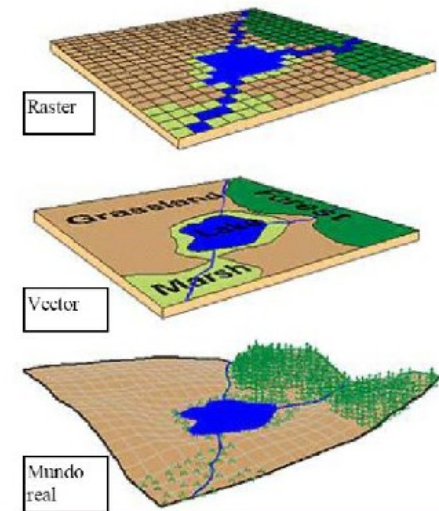 Raster
Grassland
Forest
Lake
Marsh
Vector
Mundo
real